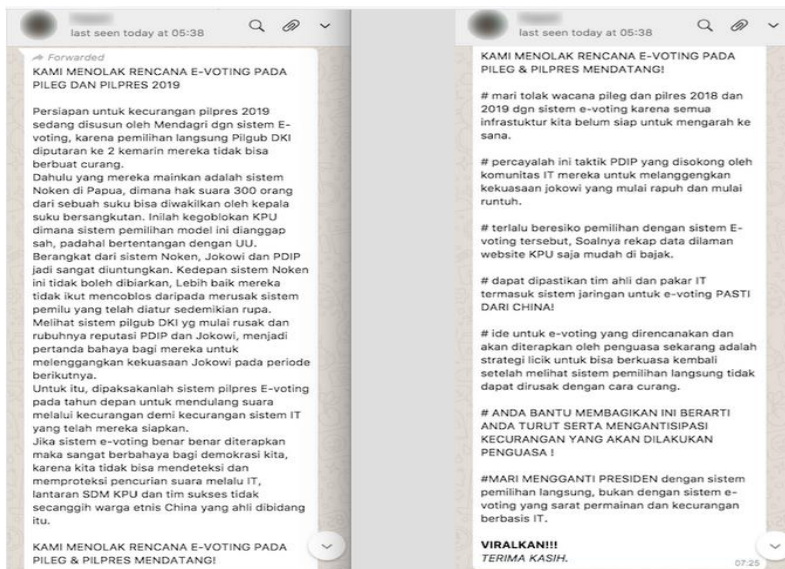 last seen today at 05:38
Forwarded
KAMI MENOLAK RENCANA E-VOTING PADA
PILEG DAN PILPRES 2019
Persiapan untuk kecurangan pilpres 2019
sedang disusun oleh Mendagri dgn sistem E-
voting, karena pemilihan langsung Pilgub DKI
diputaran ke 2 kemarin mereka tidak bisa
berbuat curang.
Dahulu yang mereka mainkan adalah sistem
Noken di Papua, dimana hak suara 300 orang
dari sebuah suku bisa diwakilkan oleh kepala
suku bersangkutan. Inilah kegoblokan KPU
dimana sistem pemilihan model ini dianggap
sah, padahal bertentangan dengan UU.
Berangkat dari sistem Noken, Jokowi dan PDIP
jadi sangat diuntungkan. Kedepan sistem Noken
ini tidak boleh dibiarkan, Lebih baik mereka
tidak ikut mencoblos daripada merusak sistem
pemilu yang telah diatur sedemikian rupa.
Melihat sistem pilgub DKI yg mulai rusak dan
rubuhnya reputasi PDIP dan Jokowi, menjadi
pertanda bahaya bagi mereka untuk
melenggangkan kekuasaan Jokowi pada periode
berikutnya.
Untuk itu, dipaksakanlah sistem pilpres E-voting
pada tahun depan untuk mendulang suara
melalui kecurangan demi kecurangan sistem IT
yang telah mereka siapkan.
Jika sistem e-voting benar benar diterapkan
maka sangat berbahaya bagi demokrasi kita,
karena kita tidak bisa mendeteksi dan
memproteksi pencurian suara melalu IT,
lantaran SDM KPU dan tim sukses tidak
secanggih warga etnis China yang ahli dibidang
itu.
KAMI MENOLAK RENCANA E-VOTING PADA
PILEG & PILPRES MENDATANG!
last seen today at 05:38
KAMI MENOLAK RENCANA E-VOTING PADA
PILEG & PILPRES MENDATANG!
# mari tolak wacana pileg dan pilres 2018 dan
2019 dgn sistem e-voting karena semua
infrastuktur kita belum siap untuk mengarah ke
sana.
# percayalah ini taktik PDIP yang disokong oleh
komunitas IT mereka untuk melanggengkan
kekuasaan jokowi yang mulai rapuh dan mulai
runtuh.
# terlalu beresiko pemilihan dengan sistem E-
voting tersebut, Soalnya rekap data dilaman
website KPU saja mudah di bajak.
# dapat dipastikan tim ahli dan pakar IT
termasuk sistem jaringan untuk e-voting PASTI
DARI CHINA!
# ide untuk e-voting yang direncanakan dan
akan diterapkan oleh penguasa sekarang adalah
strategi licik untuk bisa berkuasa kembali
setelah melihat sistem pemilihan langsung tidak
dapat dirusak dengan cara curang.
# ANDA BANTU MEMBAGIKAN INI BERARTI
ANDA TURUT SERTA MENGANTISIPASI
KECURANGAN YANG AKAN DILAKUKAN
PENGUASA !
#MARI MENGGANTI PRESIDEN dengan sistem
pemilihan langsung, bukan dengan sistem e-
voting yang sarat permainan dan kecurangan
berbasis IT.
VIRALKAN!!!
TERIMA KASIH.
07:25